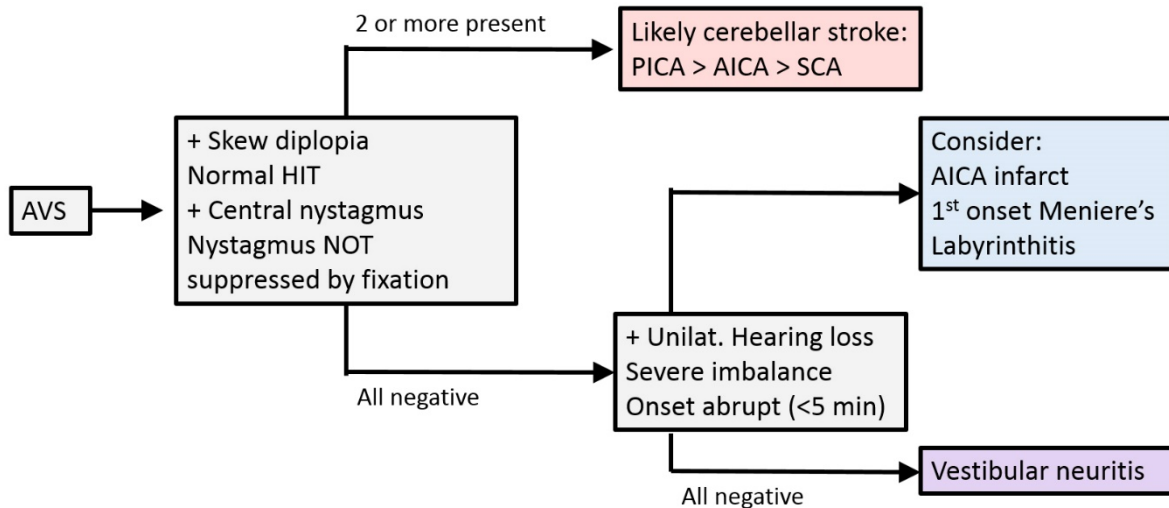 2 or more present
Likely cerebellar stroke:
PICA > AICA > SCA
AVS
+ Skew diplopia
Normal HIT
+ Central nystagmus
Nystagmus NOT
suppressed by fixation
Consider:
AICA infarct
1st onset Meniere's
Labyrinthitis
All negative
+ Unilat. Hearing loss
Severe imbalance
Onset abrupt (<5 min)
All negative
Vestibular neuritis